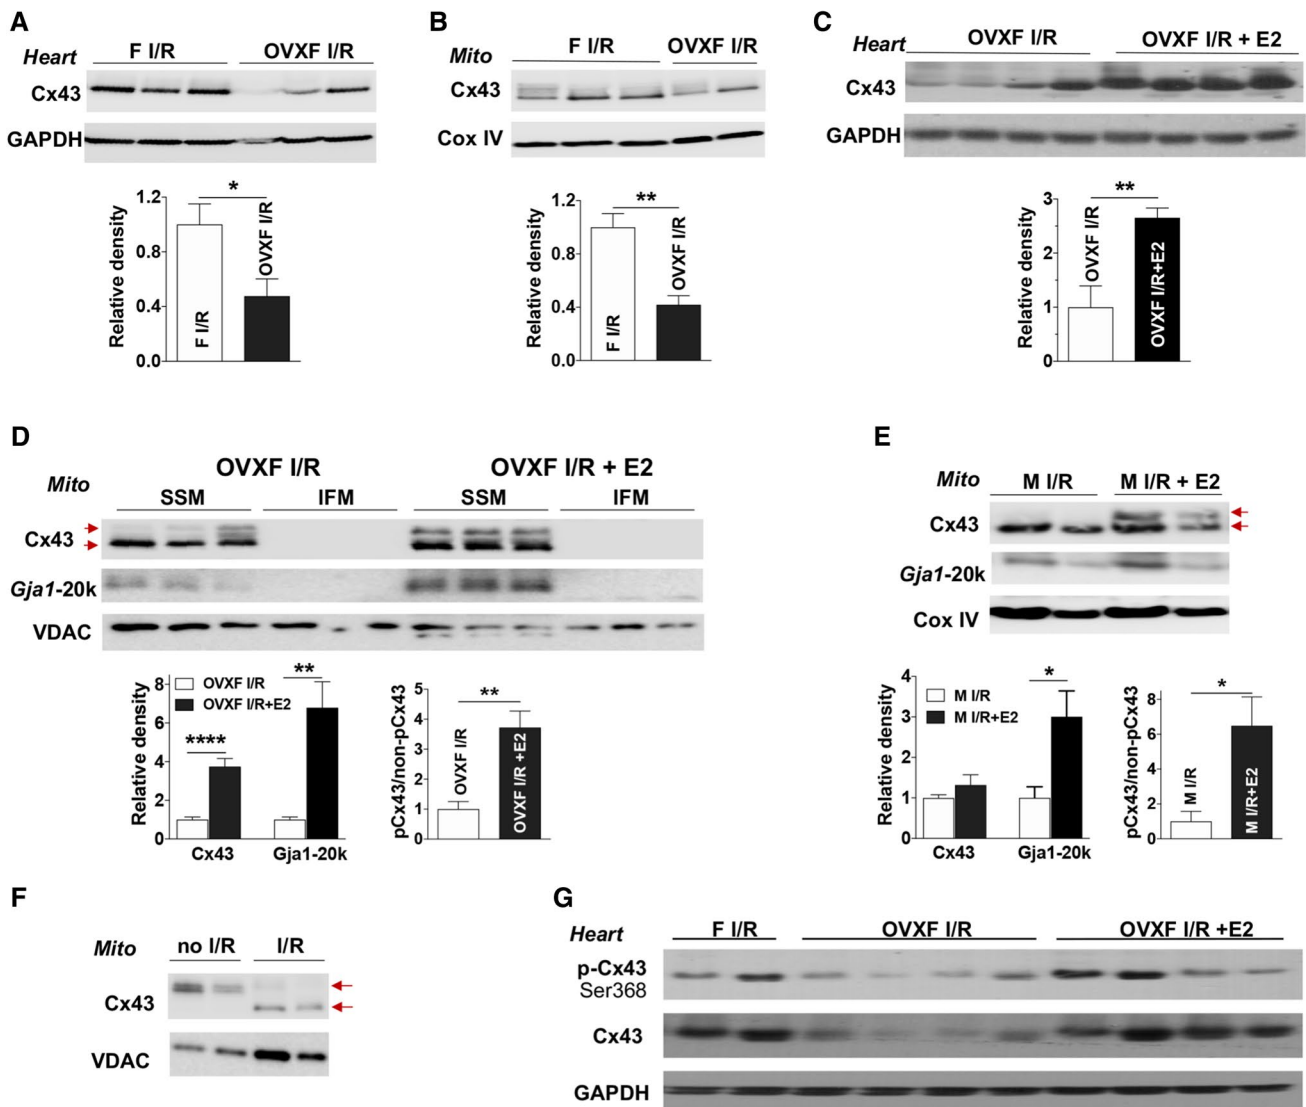 A
Heart
F I/R
OVXF I/R
Cx43
GAPDH
Relative density
1.2
0.8
0.4
0.0
*
F I/R
OVXF I/R
B
Mito
F I/R
OVXF I/R
Cx43
Cox IV
Relative density
1.2
0.8
0.4
0.0
**
F I/R
OVXF I/R
C
Heart
OVXF I/R
OVXF I/R + E2
Cx43
GAPDH
Relative density
3
2
1
0
**
OVXF I/R
OVXF I/R+E2
D
OVXF I/R
OVXF I/R + E2
Mito
SSM
IFM
SSM
IFM
Cx43
Gja1-20k
VDAC
Relative density
8
6
4
2
0
OVXF I/R
OVXF I/R+E2
****
**
Cx43
Gja1-20k
pCx43/non-pCx43
5
4
3
2
1
0
**
OVXF I/R
OVXF I/R +E2
E
Mito
M I/R
M I/R + E2
Cx43
Gja1-20k
Cox IV
Relative density
4
3
2
1
0
M I/R
M I/R+E2
*
Cx43
Gja1-20k
pCx43/non-pCx43
8
6
4
2
0
*
M I/R
M I/R+E2
F
Mito
no I/R
I/R
Cx43
VDAC
G
Heart
F I/R
OVXF I/R
OVXF I/R +E2
p-Cx43
Ser368
Cx43
GAPDH